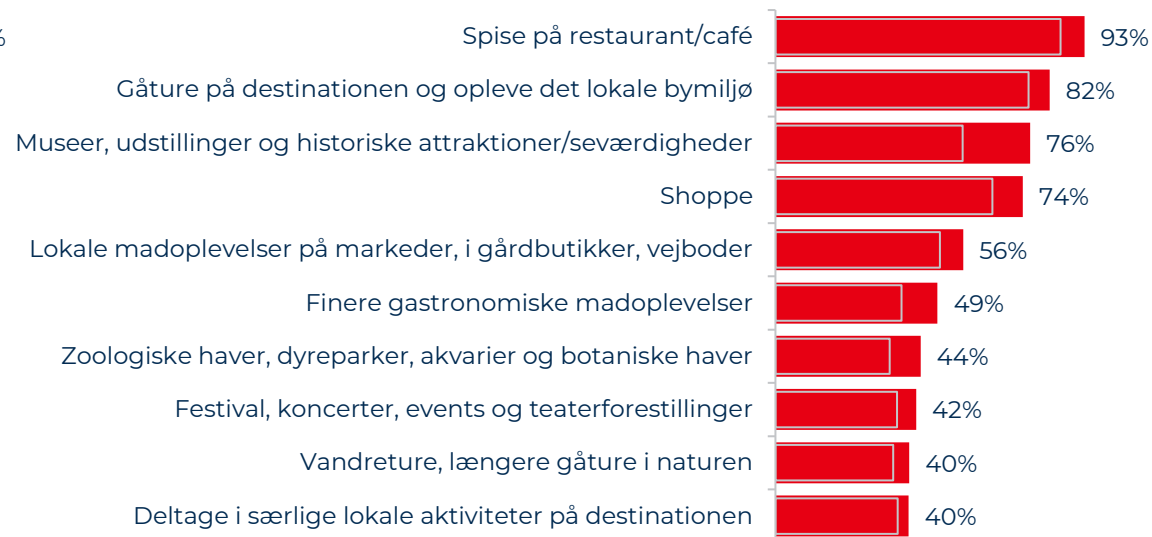 %
Spise på restaurant/café 93%
Gåture på destinationen og opleve det lokale bymiljø 82%
Museer, udstillinger og historiske attraktioner/seværdigheder 76%
Shoppe 74%
Lokale madoplevelser på markeder, i gårdbutikker, vejboder 56%
Finere gastronomiske madoplevelser 49%
Zoologiske haver, dyreparker, akvarier og botaniske haver 44%
Festival, koncerter, events og teaterforestillinger 42%
Vandreture, længere gåture i naturen 40%
Deltage i særlige lokale aktiviteter på destinationen 40%